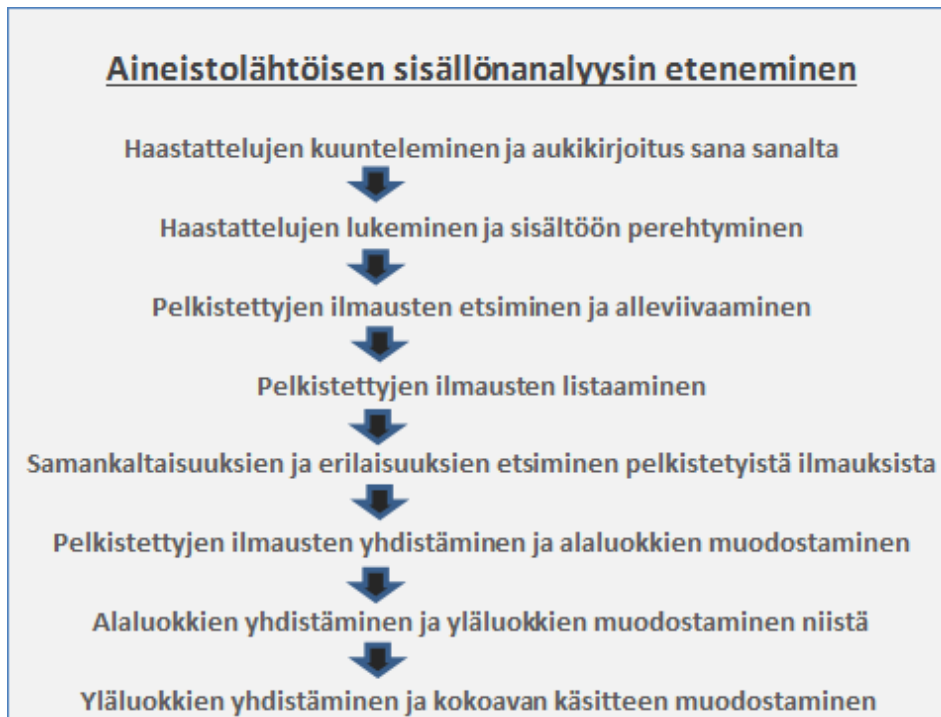 Aineistolähtöisen sisällönanalyysin eteneminen
Haastattelujen kuunteleminen ja aukikirjoitus sana sanalta
Haastattelujen lukeminen ja sisältöön perehtyminen
Pelkistettyjen ilmausten etsiminen ja alleviivaaminen
Pelkistettyjen ilmausten listaaminen
Samankaltaisuuksien ja erilaisuuksien etsiminen pelkistetyistä ilmauksista
Pelkistettyjen ilmausten yhdistäminen ja alaluokkien muodostaminen
Alaluokkien yhdistäminen ja yläluokkien muodostaminen niistä
Yläluokkien yhdistäminen ja kokoavan käsitteen muodostaminen